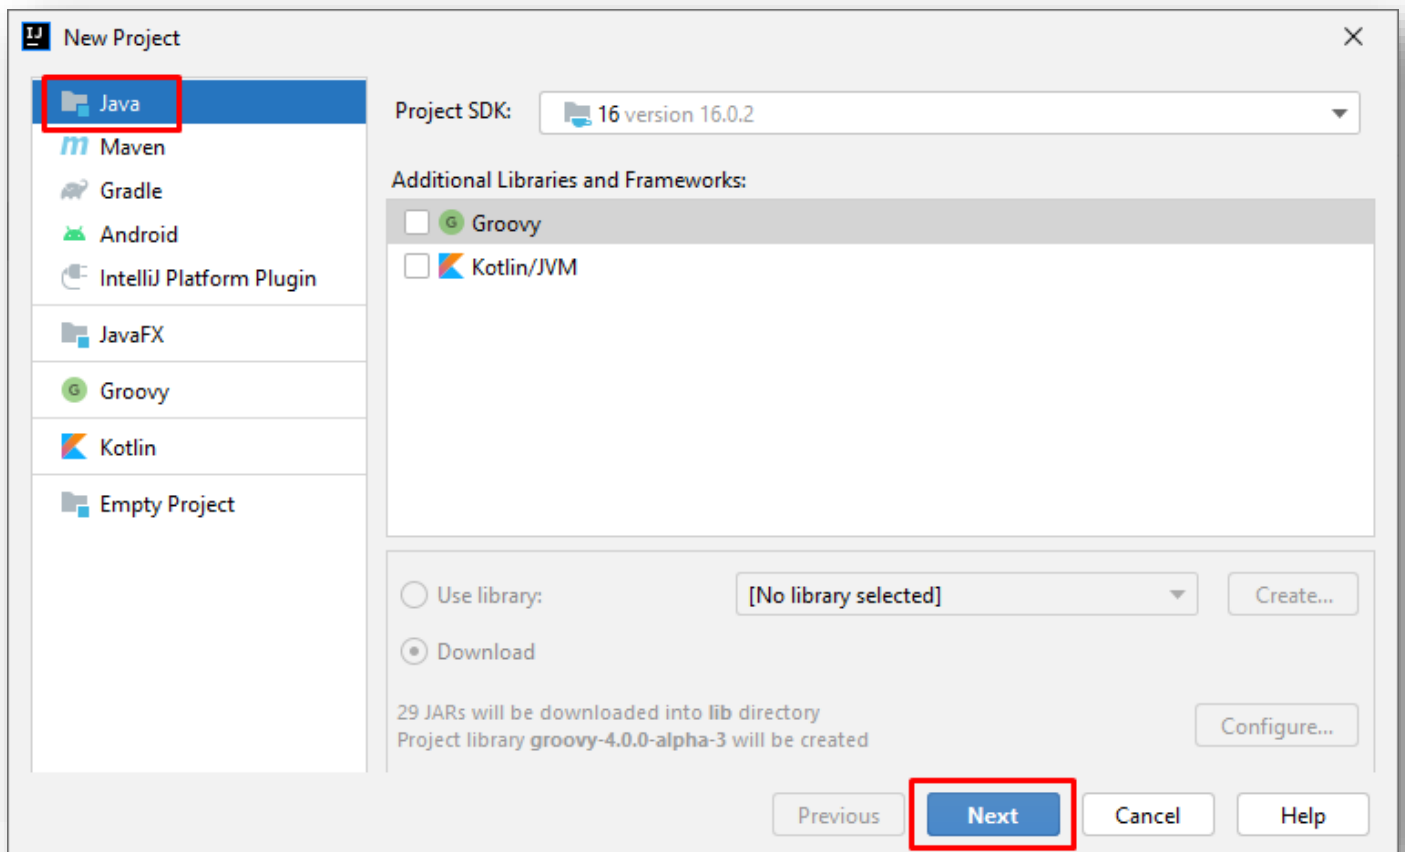 New Project
Java
Maven
Gradle
Android
IntelliJ Platform Plugin
JavaFX
Groovy
Kotlin
Empty Project
Project SDK: 16 version 16.0.2
Additional Libraries and Frameworks:
Groovy
Kotlin/JVM
Use library: [No library selected] Create...
Download
29 JARs will be downloaded into lib directory
Project library groovy-4.0.0-alpha-3 will be created
Configure...
Previous Next Cancel Help